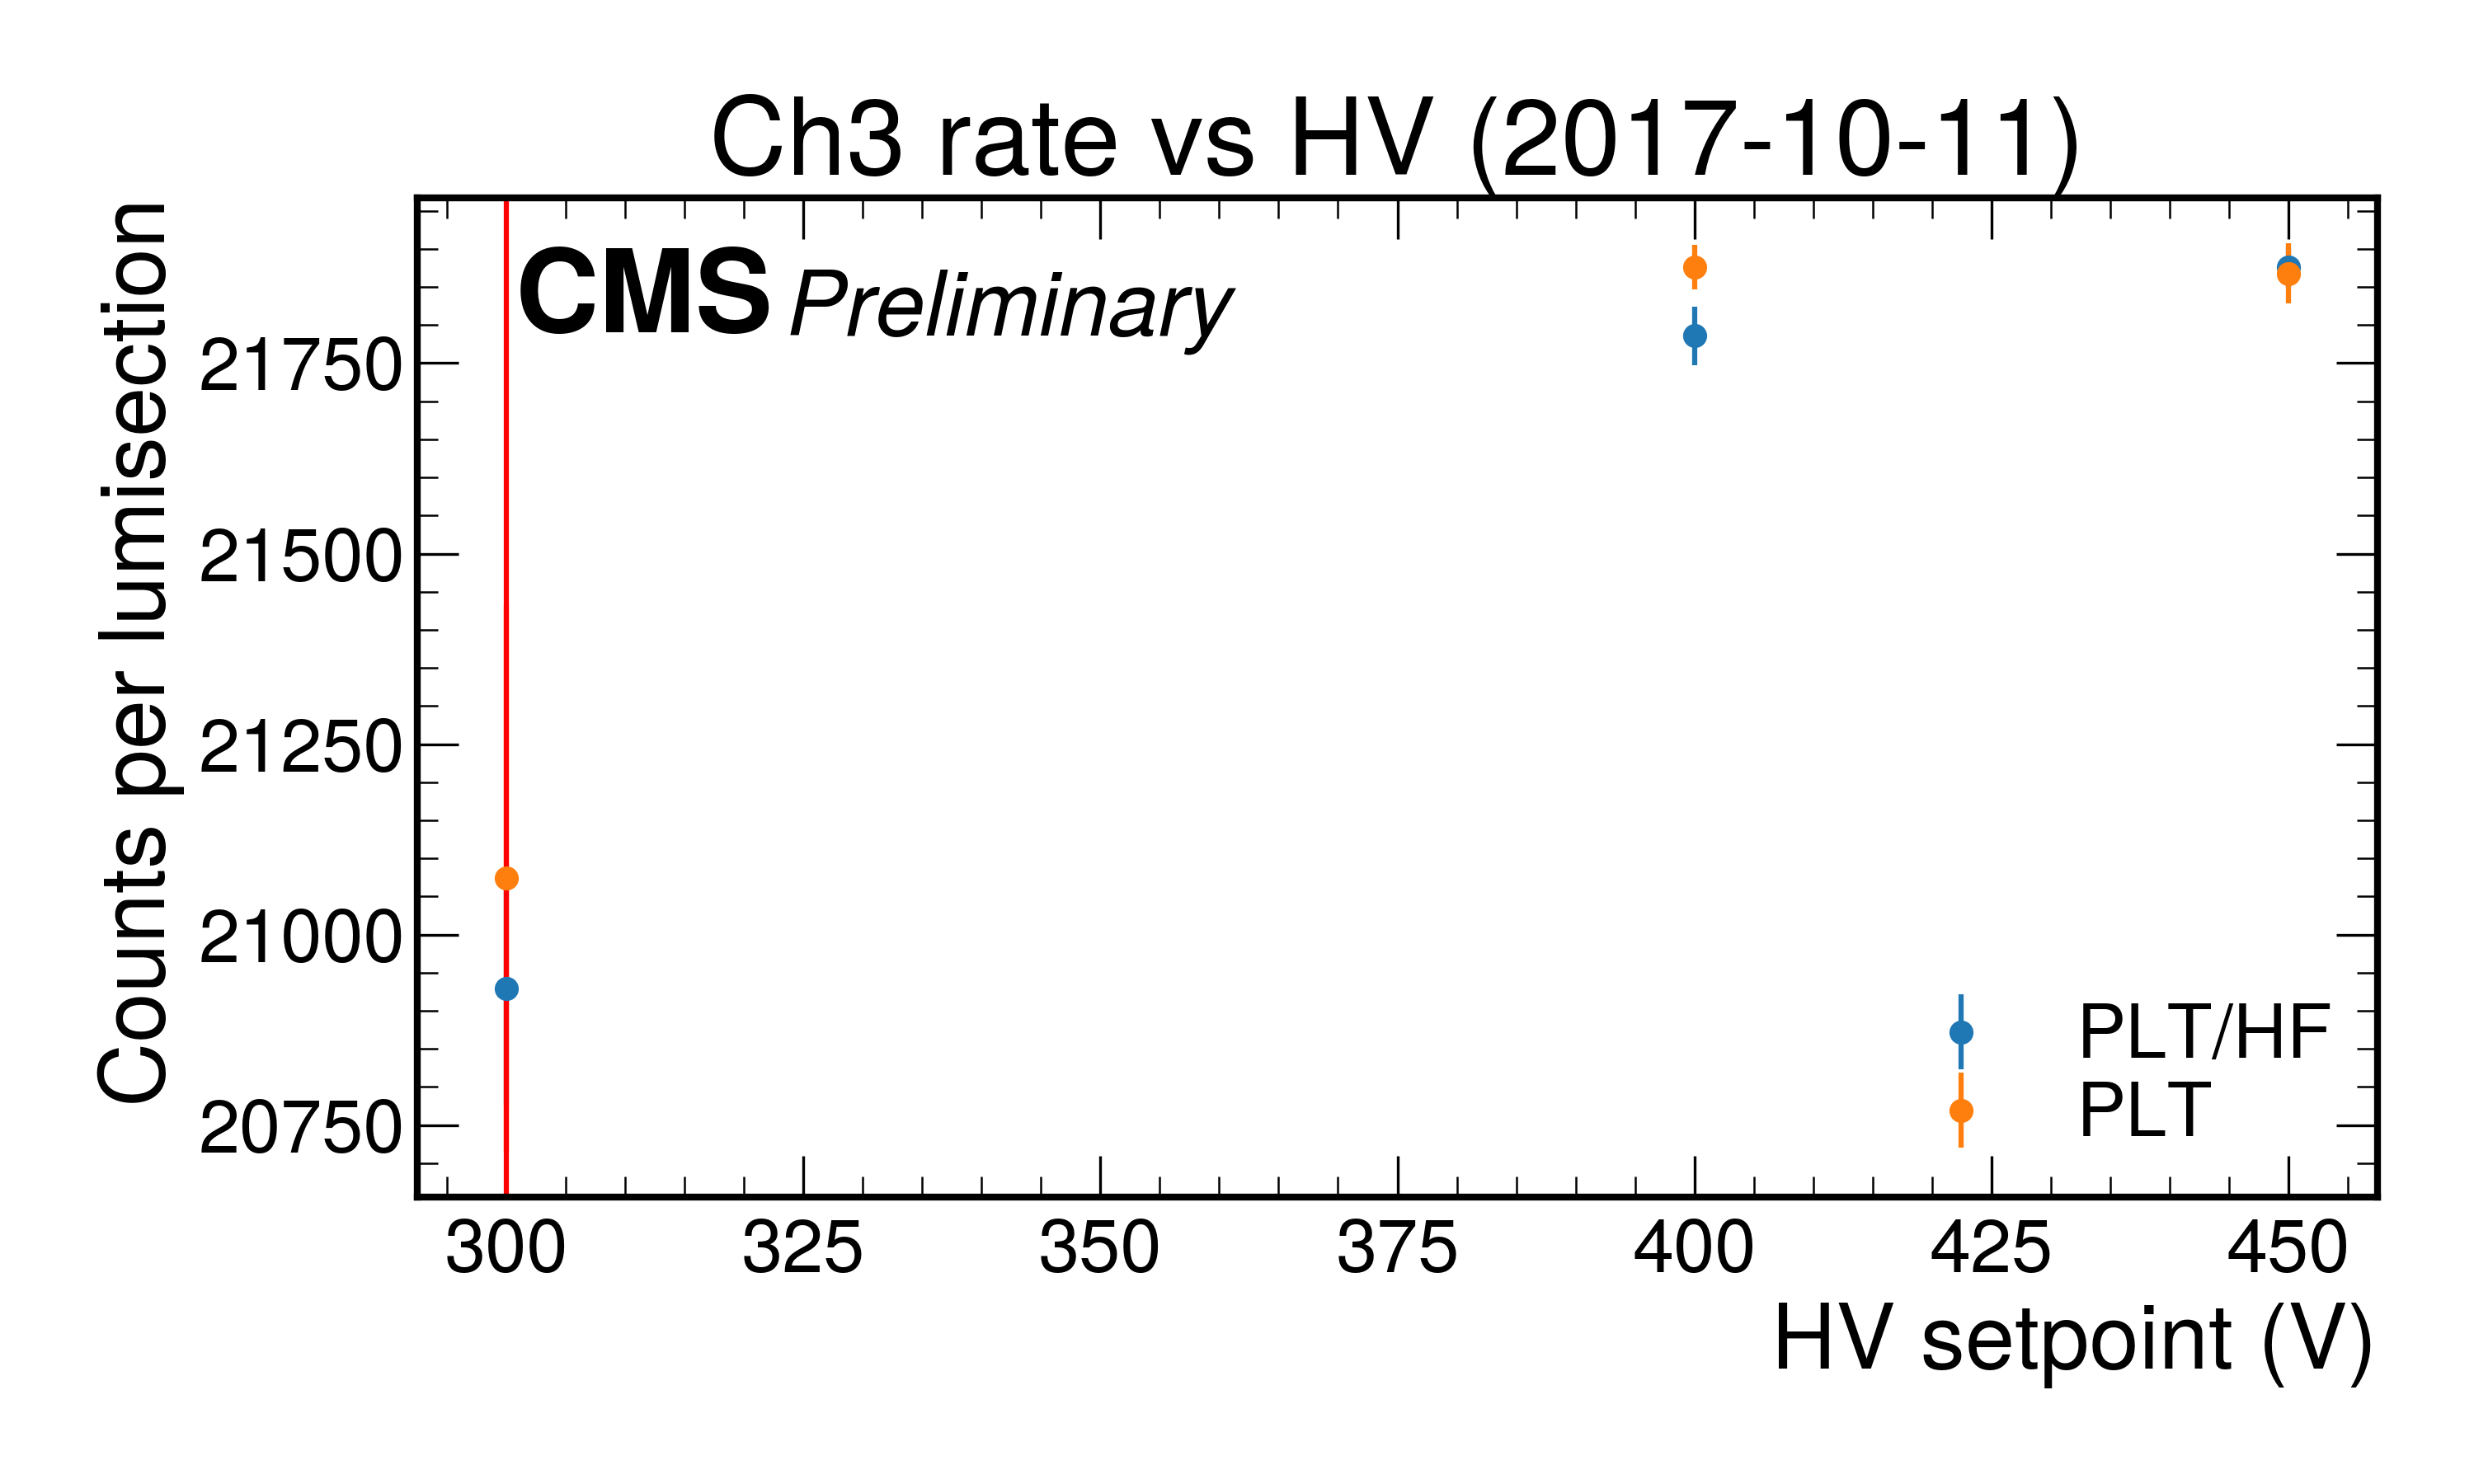 Ch3 rate vs HV (2017-10-11)
CMS Preliminary
Counts per lumisection
21750
21500
21250
21000
20750
PLT/HF
PLT
300 325 350 375 400 425 450
HV setpoint (V)